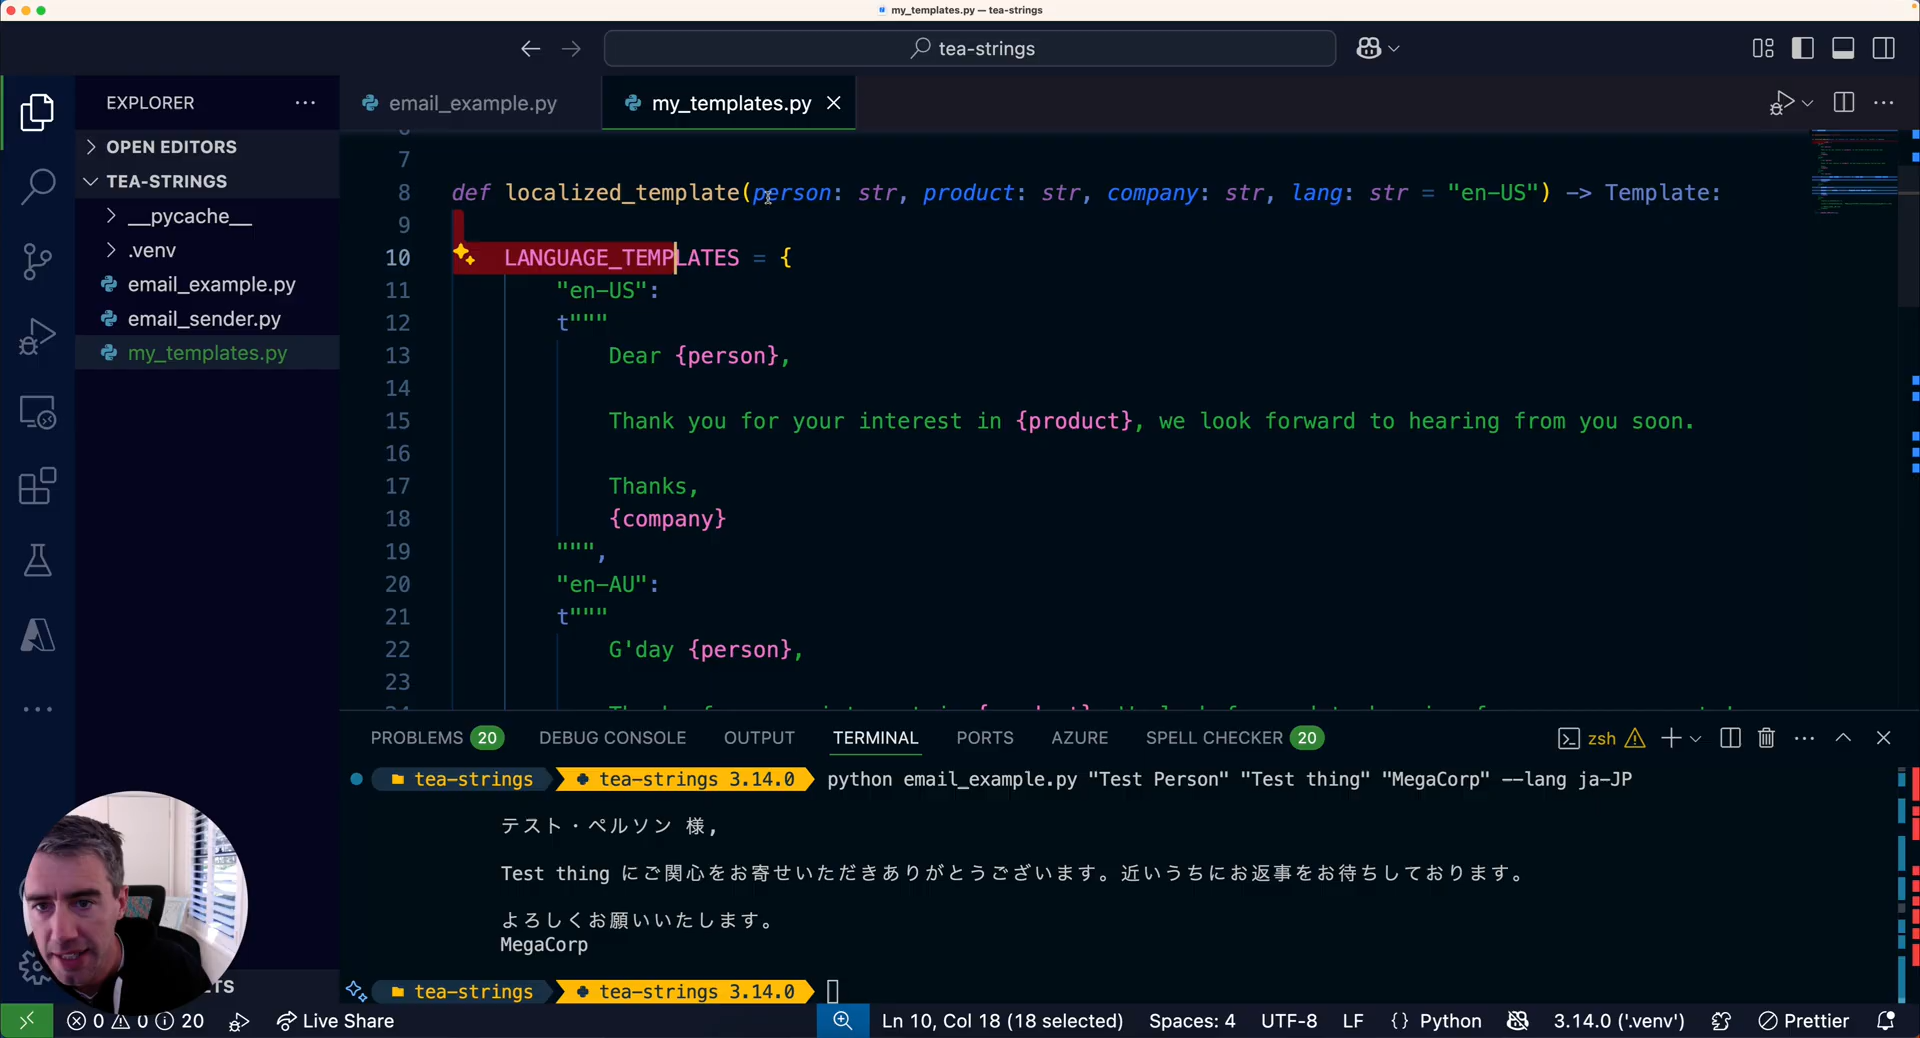 my_templates.py — tea-strings
tea-strings
EXPLORER
OPEN EDITORS
TEA-STRINGS
__pycache__
.venv
email_example.py
email_sender.py
my_templates.py
email_example.py
my_templates.py
7
8 def localized_template(person: str, product: str, company: str, lang: str = "en-US") -> Template:
9
10 LANGUAGE_TEMPLATES = {
11 "en-US":
12 t"""
13 Dear {person},
14
15 Thank you for your interest in {product}, we look forward to hearing from you soon.
16
17 Thanks,
18 {company}
19 """,
20 "en-AU":
21 t"""
22 G'day {person},
23
PROBLEMS 20 DEBUG CONSOLE OUTPUT TERMINAL PORTS AZURE SPELL CHECKER 20 zsh
tea-strings tea-strings 3.14.0 python email_example.py "Test Person" "Test thing" "MegaCorp" --lang ja-JP
テスト・ペルソン 様,
Test thing にご関心をお寄せいただきありがとうございます。近いうちにお返事をお待ちしております。
よろしくお願いいたします。
MegaCorp
tea-strings tea-strings 3.14.0
0 0 20 Live Share Ln 10, Col 18 (18 selected) Spaces: 4 UTF-8 LF {} Python 3.14.0 ('.venv') Prettier